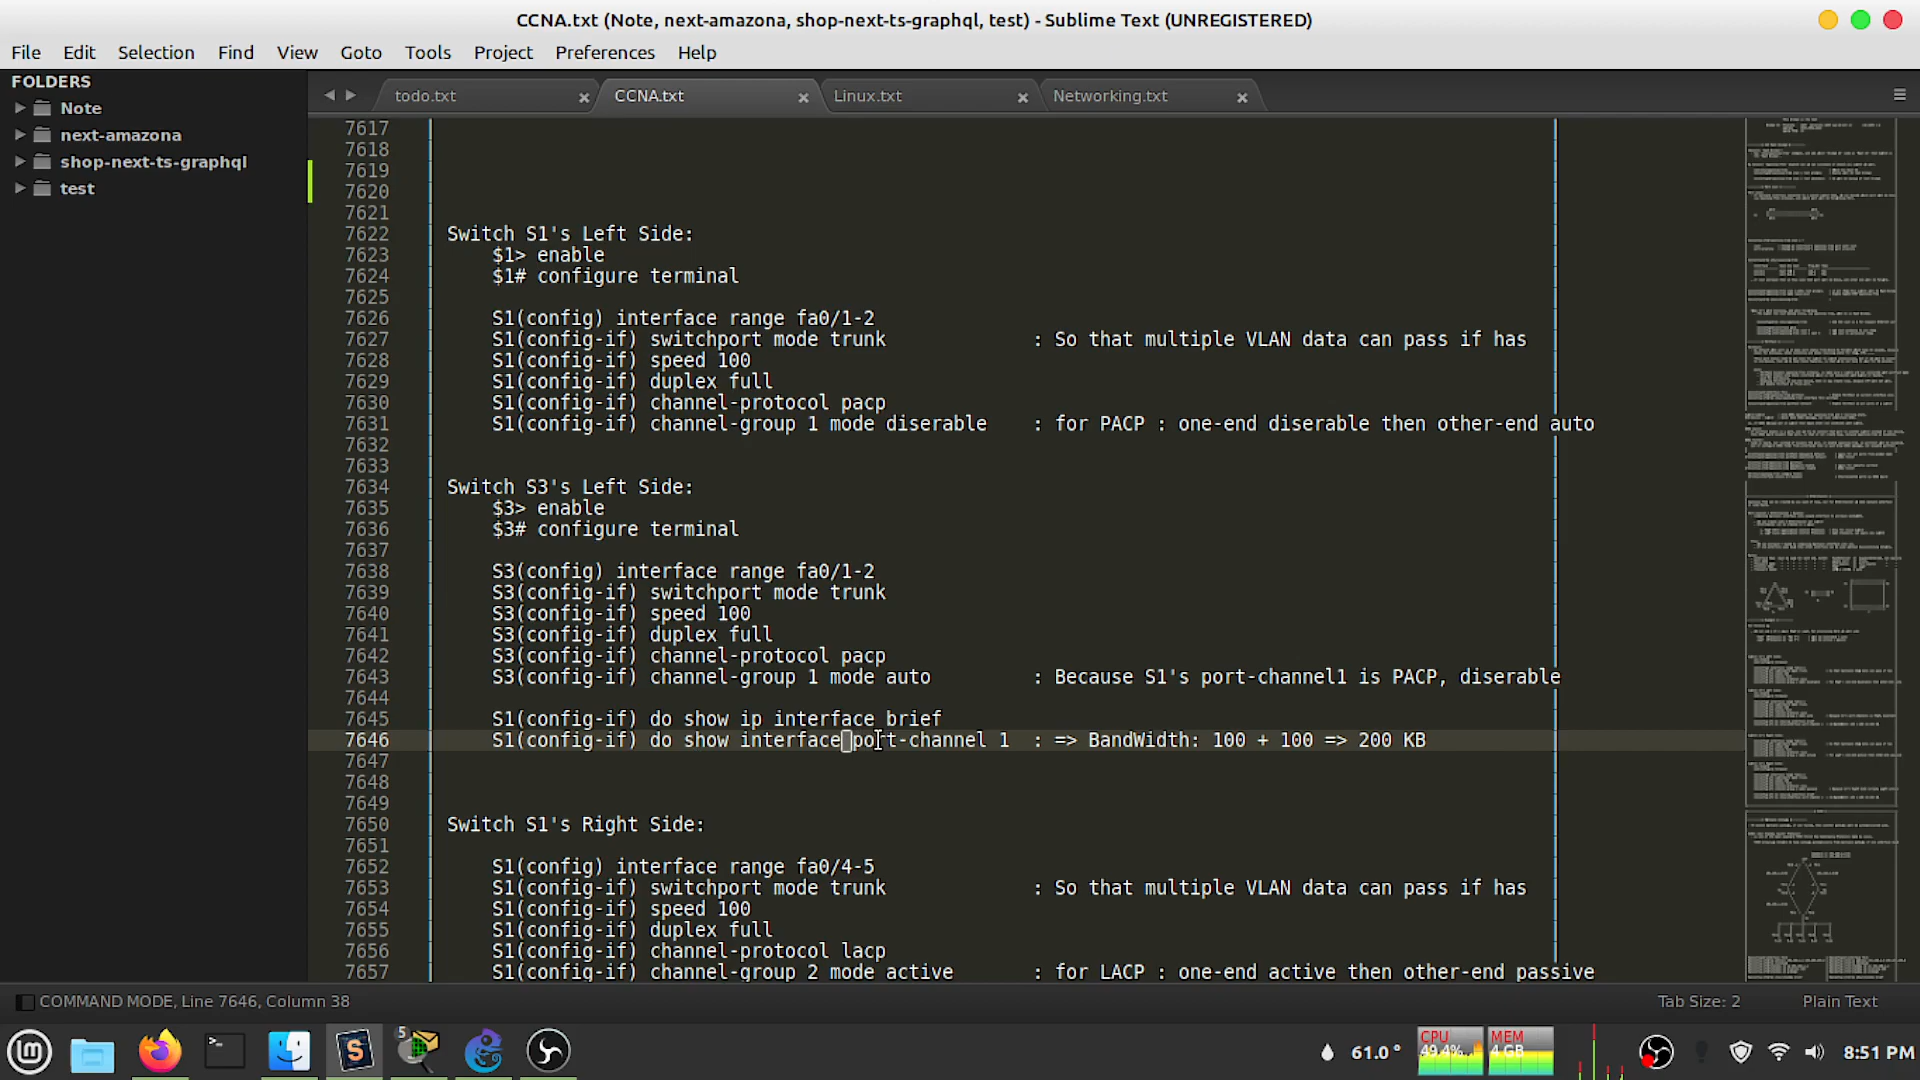 CCNA.txt (Note, next-amazona, shop-next-ts-graphql, test) - Sublime Text (UNREGISTERED)
File Edit Selection Find View Goto Tools Project Preferences Help
FOLDERS
Note
next-amazona
shop-next-ts-graphql
test
todo.txt CCNA.txt Linux.txt Networking.txt
7617
7618
7619
7620
7621
7622 Switch S1's Left Side:
7623 $1> enable
7624 $1# configure terminal
7625
7626 S1(config) interface range fa0/1-2
7627 S1(config-if) switchport mode trunk : So that multiple VLAN data can pass if has
7628 S1(config-if) speed 100
7629 S1(config-if) duplex full
7630 S1(config-if) channel-protocol pacp
7631 S1(config-if) channel-group 1 mode diserable : for PACP : one-end diserable then other-end auto
7632
7633
7634 Switch S3's Left Side:
7635 $3> enable
7636 $3# configure terminal
7637
7638 S3(config) interface range fa0/1-2
7639 S3(config-if) switchport mode trunk
7640 S3(config-if) speed 100
7641 S3(config-if) duplex full
7642 S3(config-if) channel-protocol pacp
7643 S3(config-if) channel-group 1 mode auto : Because S1's port-channel1 is PACP, diserable
7644
7645 S1(config-if) do show ip interface brief
7646 S1(config-if) do show interface port-channel 1 : => BandWidth: 100 + 100 => 200 KB
7647
7648
7649
7650 Switch S1's Right Side:
7651
7652 S1(config) interface range fa0/4-5
7653 S1(config-if) switchport mode trunk : So that multiple VLAN data can pass if has
7654 S1(config-if) speed 100
7655 S1(config-if) duplex full
7656 S1(config-if) channel-protocol lacp
7657 S1(config-if) channel-group 2 mode active : for LACP : one-end active then other-end passive
COMMAND MODE, Line 7646, Column 38 Tab Size: 2 Plain Text
5 61.0 ° CPU 49.4% MEM 4 GB 8:51 PM